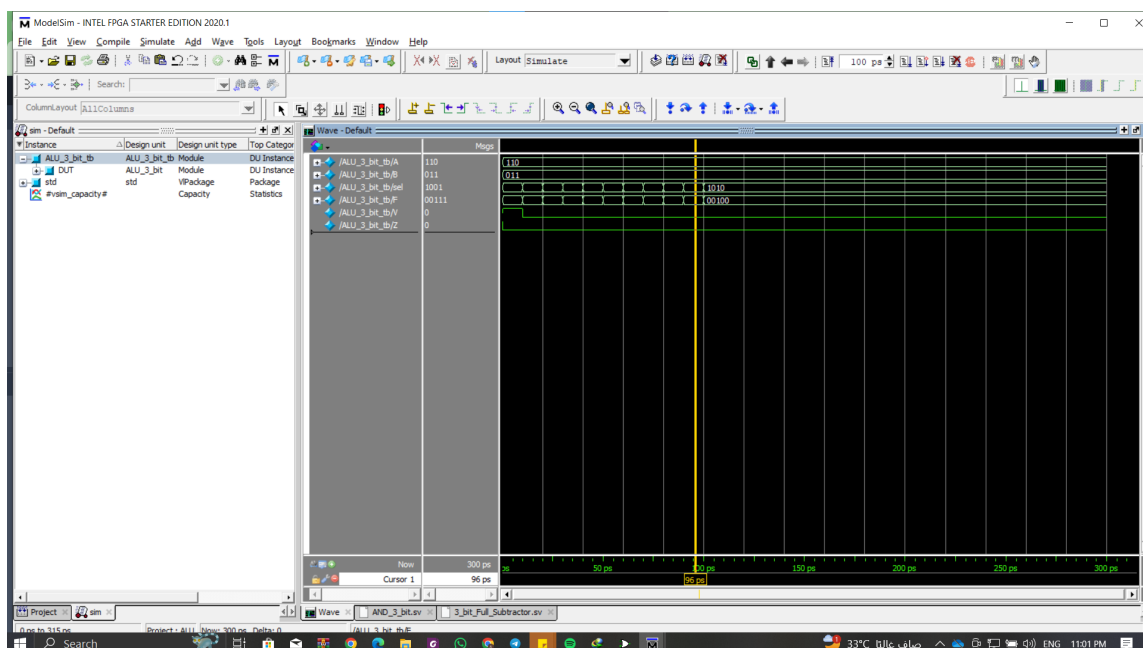 ModelSim - INTEL FPGA STARTER EDITION 2020.1
File Edit View Compile Simulate Add Wave Tools Layout Bookmarks Window Help
Layout Simulate
100 ps
Search:
ColumnLayout AllColumns
sim - Default
Instance Design unit Design unit type Top Categor
ALU_3_bit_tb ALU_3_bit_tb Module DU Instance
DUT ALU_3_bit Module DU Instance
std std VlPackage Package
#vsim_capacity# Capacity Statistics
Wave - Default
Msgs
/ALU_3_bit_tb/A 110 110
/ALU_3_bit_tb/B 011 011
/ALU_3_bit_tb/sel 1001 1010
/ALU_3_bit_tb/F 00111 00100
/ALU_3_bit_tb/V 0
/ALU_3_bit_tb/Z 0
Now 300 ps
ps 50 ps 100 ps 150 ps 200 ps 250 ps 300 ps
Cursor 1 96 ps 96 ps
Project sim
Wave AND_3_bit.sv 3_bit_Full_Subtractor.sv
0 ps to 315 ps Project : ALU Now: 300 ps Delta: 0 /ALU_3_bit_tb/F
Search
33°C صاف غالبًا ENG 11:01 PM